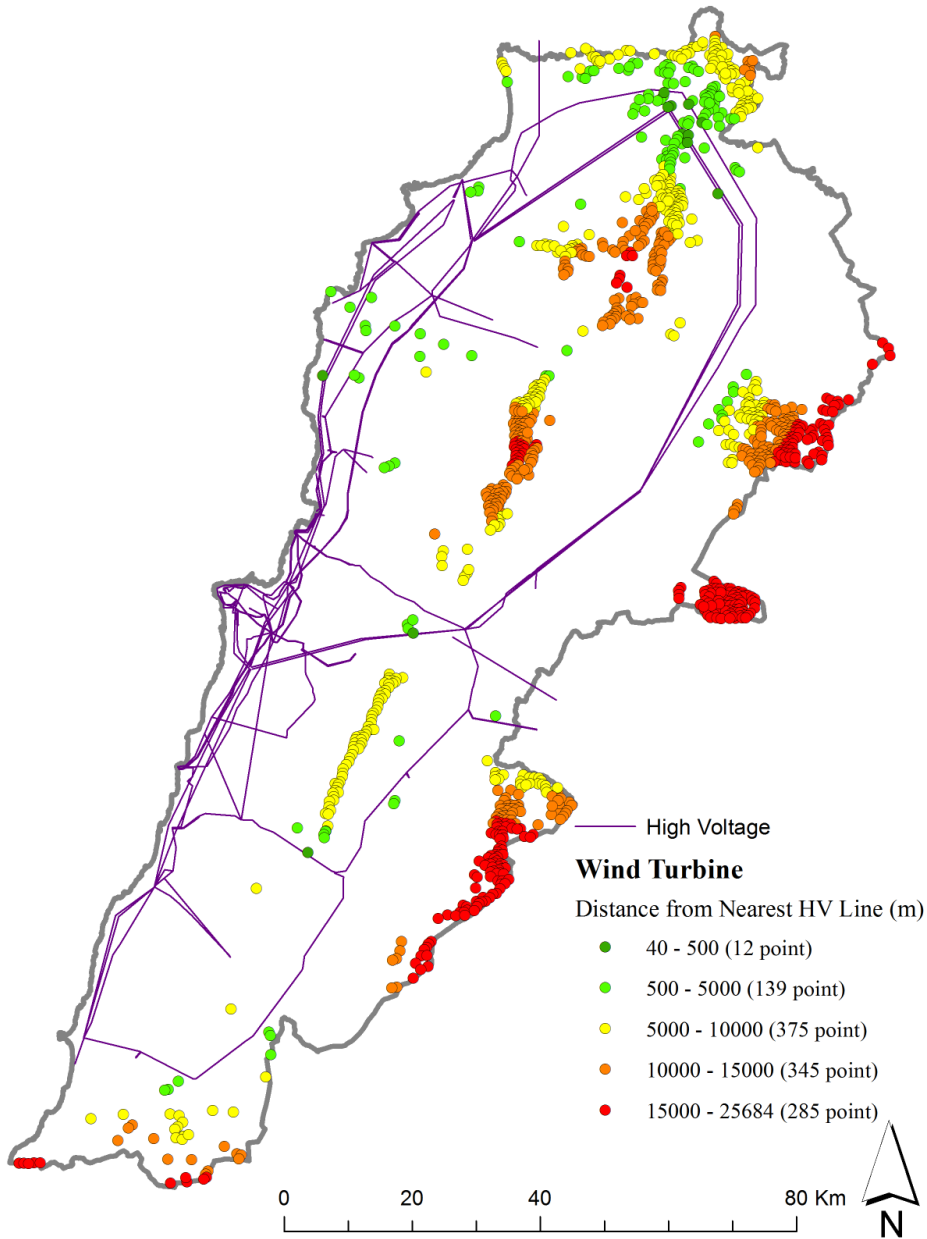 High Voltage
Wind Turbine
Distance from Nearest HV Line (m)
40 - 500 (12 point)
500 - 5000 (139 point)
5000 - 10000 (375 point)
10000 - 15000 (345 point)
15000 - 25684 (285 point)
0 20 40 80 Km
N